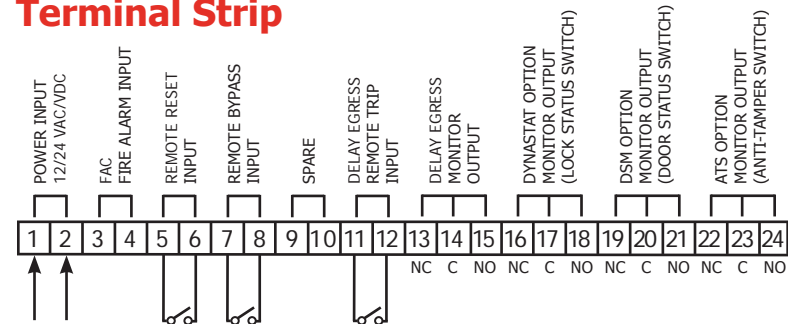 Terminal Strip
POWER INPUT
12/24 VAC/VDC
FAC
FIRE ALARM INPUT
REMOTE RESET
INPUT
REMOTE BYPASS
INPUT
SPARE
DELAY EGRESS
REMOTE TRIP
INPUT
DELAY EGRESS
MONITOR
OUTPUT
DYNASTAT OPTION
MONITOR OUTPUT
(LOCK STATUS SWITCH)
DSM OPTION
MONITOR OUTPUT
(DOOR STATUS SWITCH)
ATS OPTION
MONITOR OUTPUT
(ANTI-TAMPER SWITCH)
1 2 3 4 5 6 7 8 9 10 11 12 13 14 15 16 17 18 19 20 21 22 23 24
NC C NO NC C NO NC C NO NC C NO